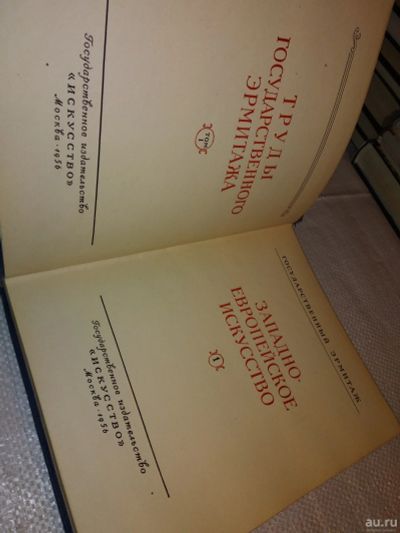 ТРУДЫ
ГОСУДАРСТВЕННОГО
ЭРМИТАЖА
ТОМ
I
Государственное издательство
«ИСКУССТВО»
Москва · 1956
ГОСУДАРСТВЕННЫЙ ЭРМИТАЖ
ЗАПАДНО-
ЕВРОПЕЙСКОЕ
ИСКУССТВО
1
Государственное издательство
«ИСКУССТВО»
Москва · 1956
au.ru